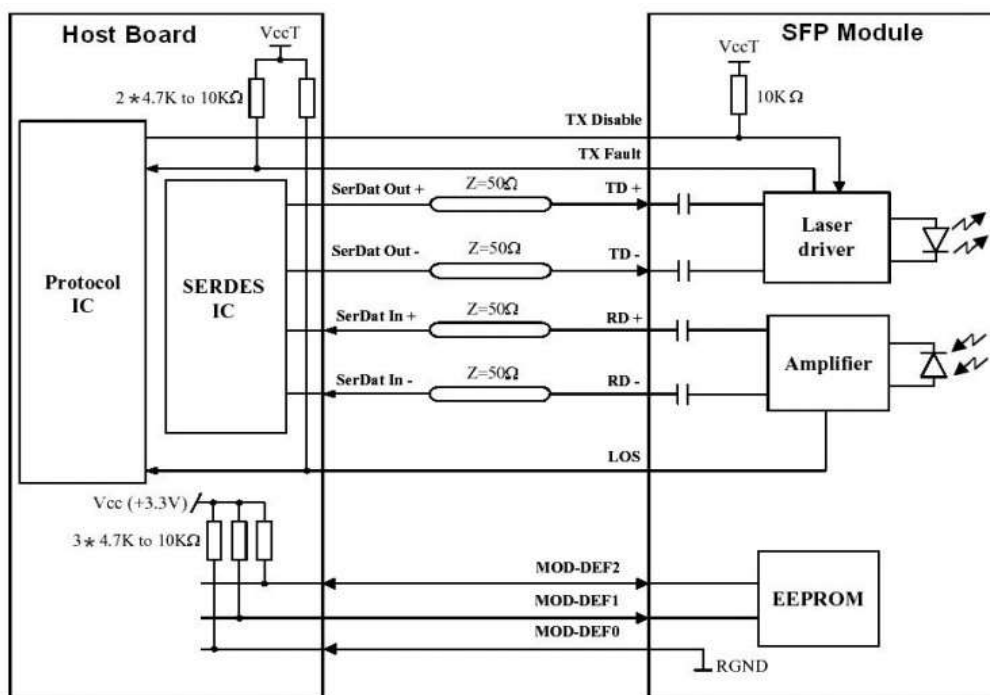 Host Board
SFP Module
VccT
VccT
2*4.7K to 10KΩ
10KΩ
TX Disable
TX Fault
SerDat Out +
Z=50Ω
TD +
SerDat Out -
Z=50Ω
TD -
Laser
driver
Protocol
IC
SERDES
IC
SerDat In +
Z=50Ω
RD +
SerDat In -
Z=50Ω
RD -
Amplifier
LOS
Vcc (+3.3V)
3*4.7K to 10KΩ
MOD-DEF2
MOD-DEF1
MOD-DEF0
EEPROM
RGND